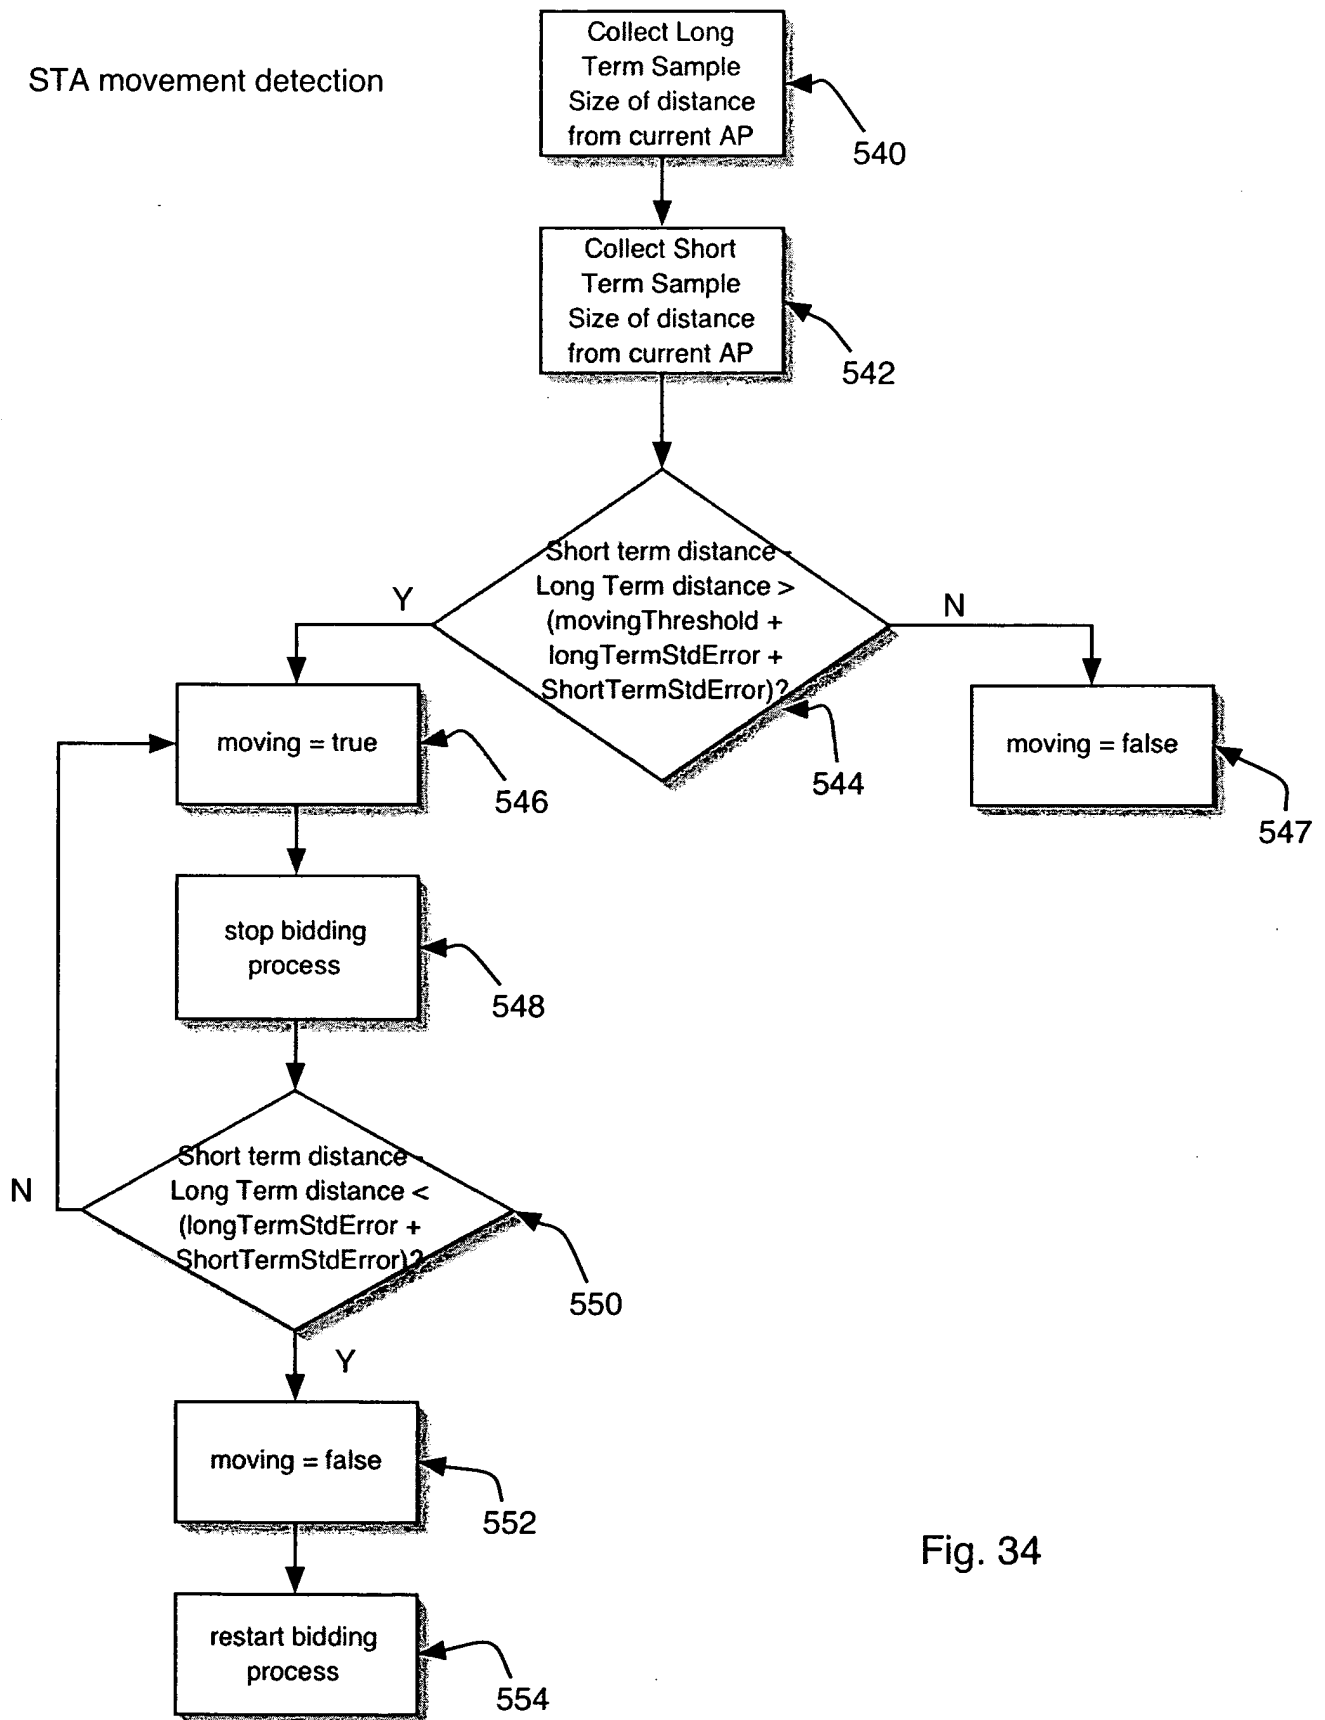 STA movement detection
Collect Long
Term Sample
Size of distance
from current AP
540
Collect Short
Term Sample
Size of distance
from current AP
542
Short term distance -
Long Term distance >
(movingThreshold +
longTermStdError +
ShortTermStdError)?
Y
N
544
moving = true
546
moving = false
547
stop bidding
process
548
Short term distance -
Long Term distance <
(longTermStdError +
ShortTermStdError)?
N
550
Y
moving = false
552
restart bidding
process
554
Fig. 34